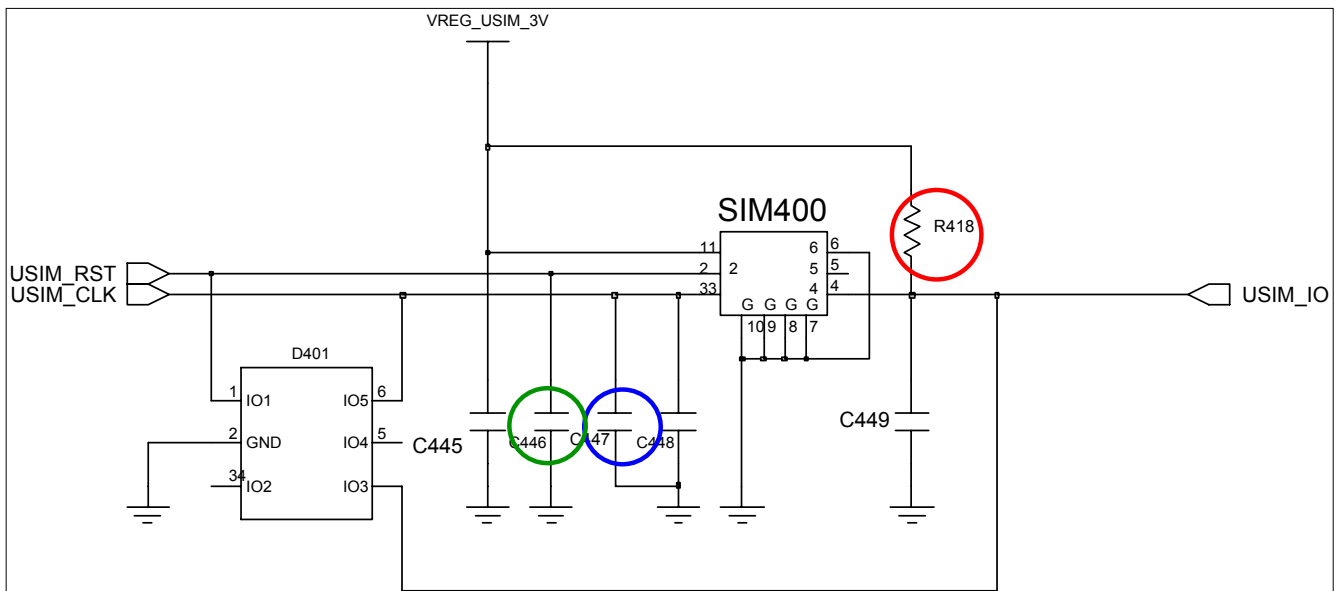 VREG_USIM_3V
SIM400
R418
11
6
6
USIM_RST
2
2
5
5
USIM_CLK
33
4
4
USIM_IO
G G G G
10 9 8 7
D401
1
IO1
IO5
6
2
GND
IO4
5
C445
C446
C447
C448
C449
34
IO2
IO3